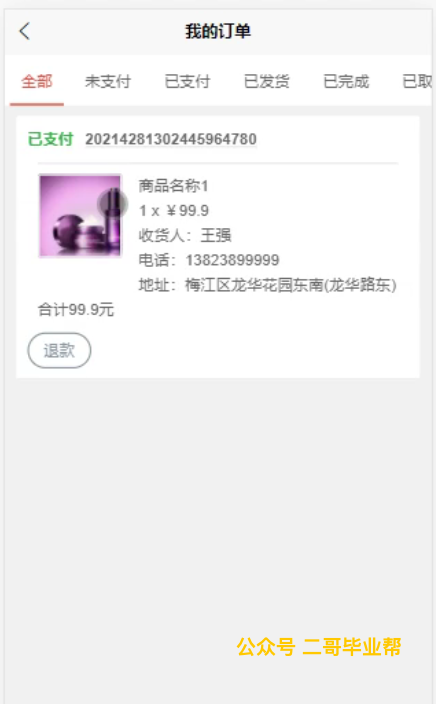 我的订单
全部 未支付 已支付 已发货 已完成 已取
已支付 20214281302445964780
商品名称1
1 x ￥99.9
收货人：王强
电话：13823899999
地址：梅江区龙华花园东南(龙华路东)
合计99.9元
退款
公众号 二哥毕业帮